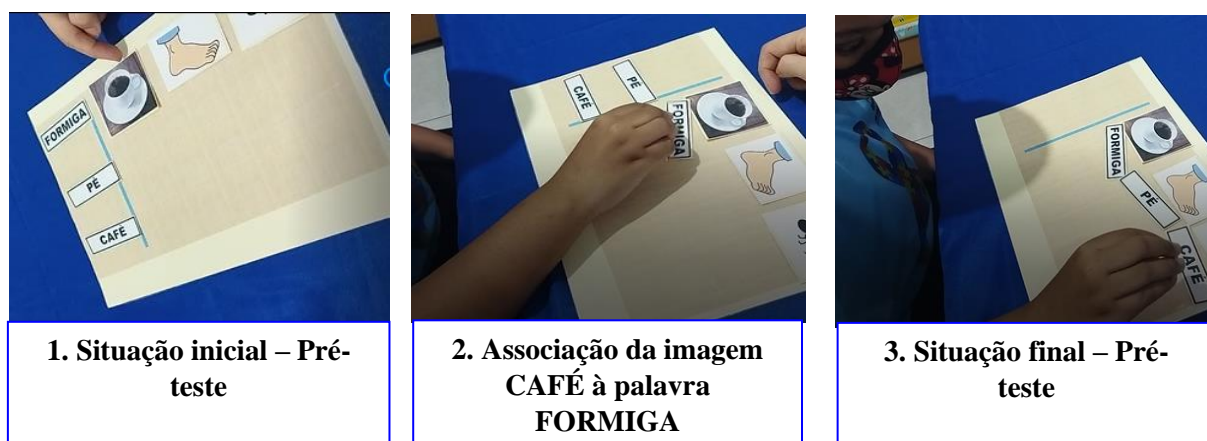 FORMIGA
PÉ
CAFÉ
1. Situação inicial – Pré-
teste
CAFÉ
PÉ
FORMIGA
2. Associação da imagem
CAFÉ à palavra
FORMIGA
FORMIGA
PÉ
CAFÉ
3. Situação final – Pré-
teste